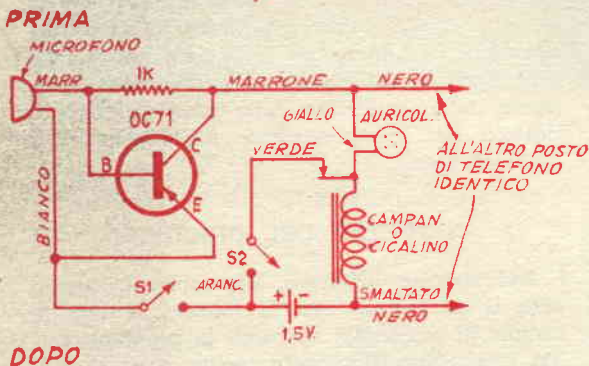 PRIMA
MICROFONO
MARR
1K
MARRONE
NERO
OC71
C
B
E
GIALLO
AURICOL.
VERDE
ALL'ALTRO POSTO
DI TELEFONO
IDENTICO
BIANCO
CAMPAN.
O
CICALINO
S2
S1
ARANC.
+ -
1,5V.
SMALTATO
NERO
DOPO